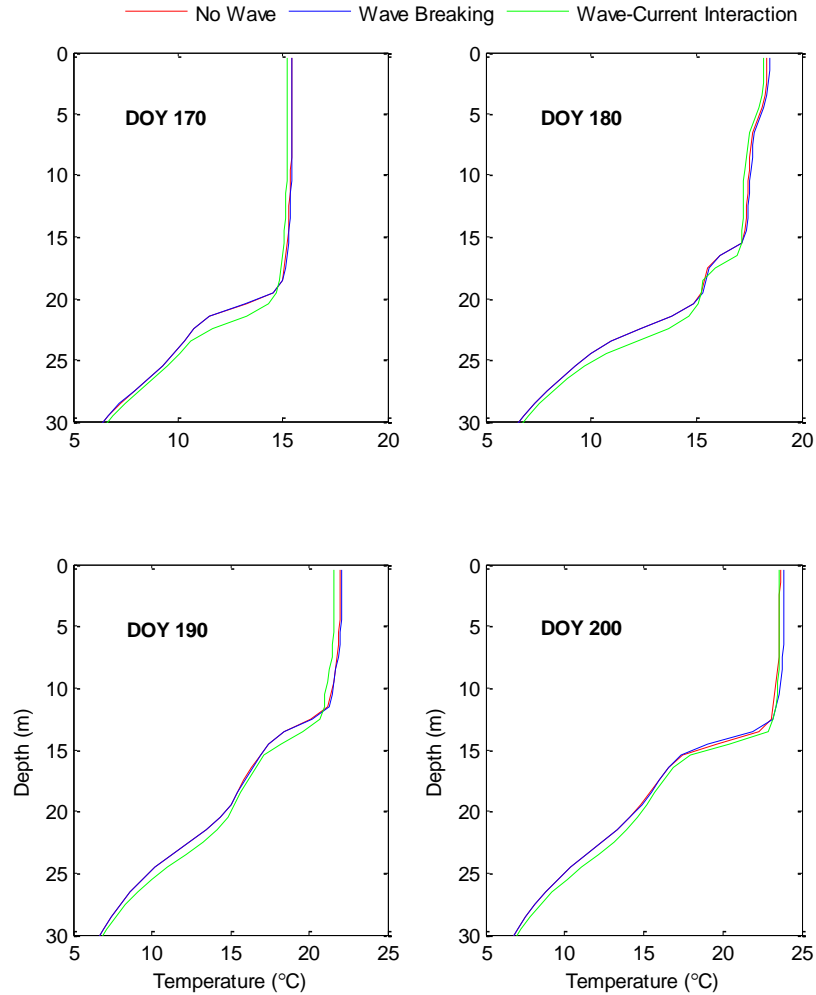 No Wave Wave Breaking Wave-Current Interaction
0
5
10
15
20
25
30
5 10 15 20
DOY 170
0
5
10
15
20
25
30
5 10 15 20
DOY 180
0
5
10
15
20
25
30
5 10 15 20 25
DOY 190
Depth (m)
Temperature (°C)
0
5
10
15
20
25
30
5 10 15 20 25
DOY 200
Depth (m)
Temperature (°C)